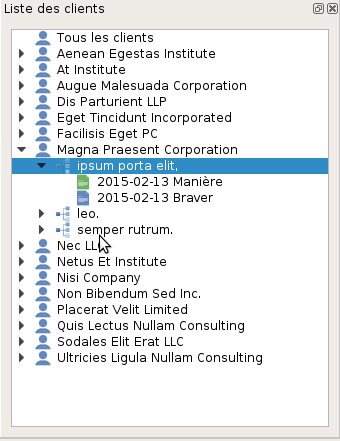 Liste des clients
Tous les clients
Aenean Egestas Institute
At Institute
Augue Malesuada Corporation
Dis Parturient LLP
Eget Tincidunt Incorporated
Facilisis Eget PC
Magna Praesent Corporation
ipsum porta elit,
2015-02-13 Manière
2015-02-13 Braver
leo.
semper rutrum.
Nec
Netus Et Institute
Nisi Company
Non Bibendum Sed Inc.
Placerat Velit Limited
Quis Lectus Nullam Consulting
Sodales Elit Erat LLC
Ultricies Ligula Nullam Consulting